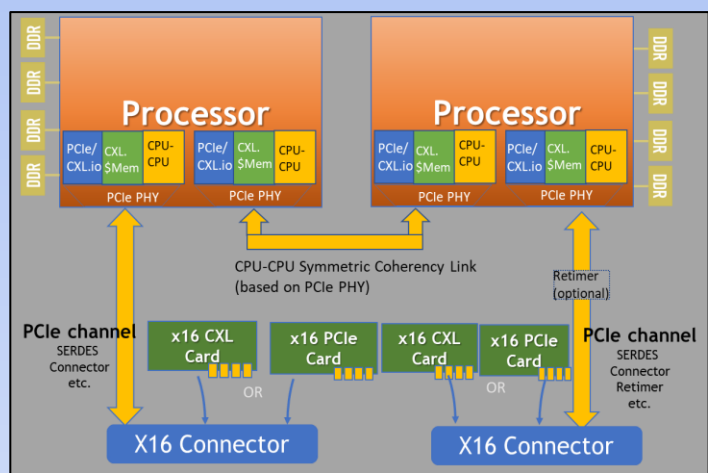 DDR
DDR
DDR
DDR
Processor
PCIe/
CXL.io
CXL.
$Mem
CPU-
CPU
PCIe/
CXL.io
CXL.
$Mem
CPU-
CPU
PCIe PHY
PCIe PHY
Processor
PCIe/
CXL.io
CXL.
$Mem
CPU-
CPU
PCIe/
CXL.io
CXL.
$Mem
CPU-
CPU
PCIe PHY
PCIe PHY
DDR
DDR
DDR
DDR
CPU-CPU Symmetric Coherency Link
(based on PCIe PHY)
Retimer
(optional)
PCIe channel
SERDES
Connector
etc.
x16 CXL
Card
OR
x16 PCIe
Card
x16 CXL
Card
OR
x16 PCIe
Card
PCIe channel
SERDES
Connector
Retimer
etc.
X16 Connector
X16 Connector